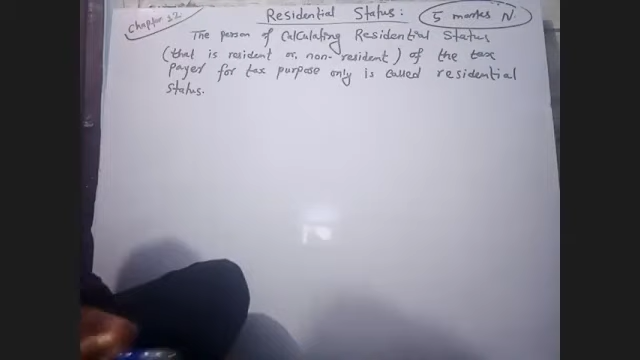 Chapter 12
Residential Status :
5 marks N.
The person of Calculating Residential Status
(that is resident or non-resident) of the tax
payer for tax purpose only is called residential
status.